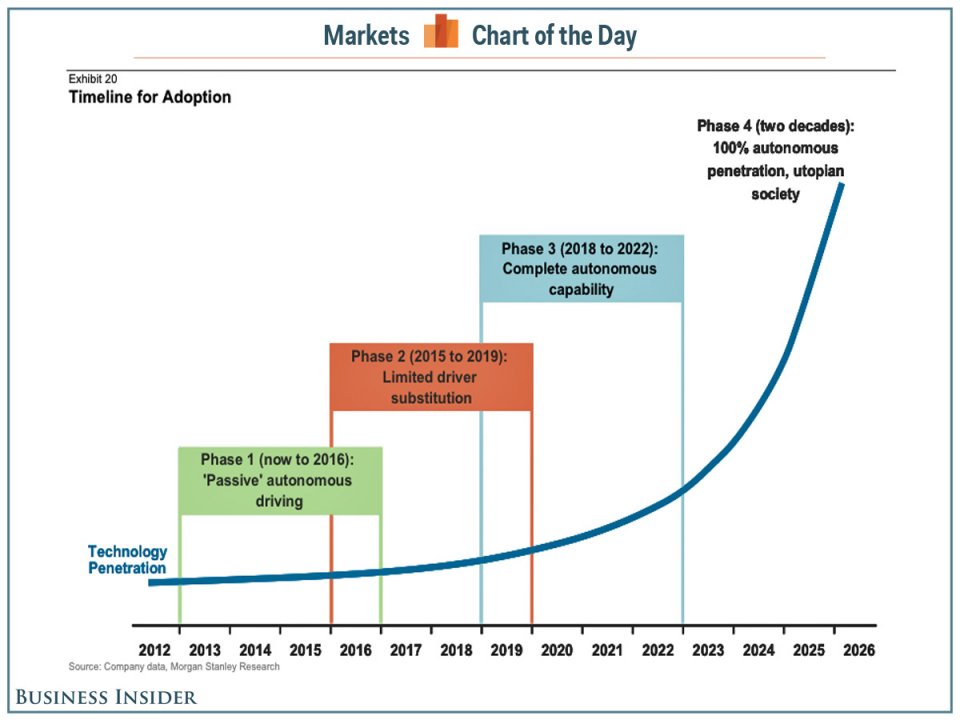 Markets Chart of the Day
Exhibit 20
Timeline for Adoption
Phase 4 (two decades):
100% autonomous
penetration, utopian
society
Phase 3 (2018 to 2022):
Complete autonomous
capability
Phase 2 (2015 to 2019):
Limited driver
substitution
Phase 1 (now to 2016):
'Passive' autonomous
driving
Technology
Penetration
2012 2013 2014 2015 2016 2017 2018 2019 2020 2021 2022 2023 2024 2025 2026
Source: Company data, Morgan Stanley Research
BUSINESS INSIDER